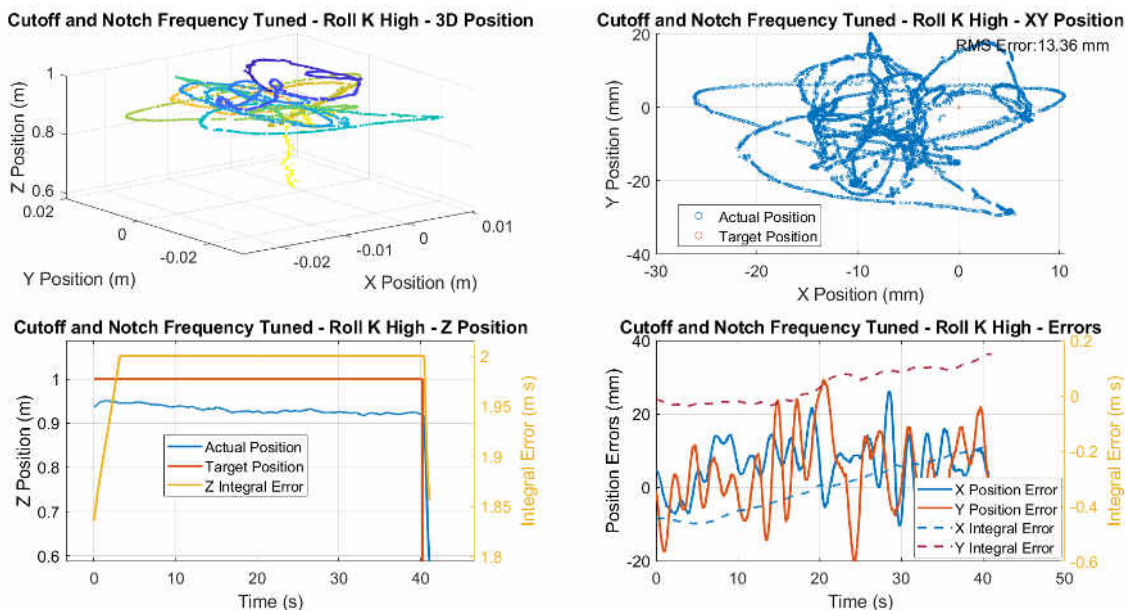 Cutoff and Notch Frequency Tuned - Roll K High - 3D Position
Z Position (m)
1
0.8
0.6
0.02
0
-0.02
Y Position (m)
-0.02
-0.01
0
0.01
X Position (m)
Cutoff and Notch Frequency Tuned - Roll K High - XY Position
RMS Error:13.36 mm
Y Position (mm)
20
0
-20
-40
Actual Position
Target Position
-30
-20
-10
0
10
X Position (mm)
Cutoff and Notch Frequency Tuned - Roll K High - Z Position
Z Position (m)
1
0.9
0.8
0.7
0.6
Actual Position
Target Position
Z Integral Error
2
1.95
1.9
1.85
1.8
Integral Error (m s)
0
10
20
30
40
Time (s)
Cutoff and Notch Frequency Tuned - Roll K High - Errors
Position Errors (mm)
40
20
0
-20
X Position Error
Y Position Error
X Integral Error
Y Integral Error
0.2
0
-0.2
-0.4
-0.6
Integral Error (m s)
0
10
20
30
40
50
Time (s)